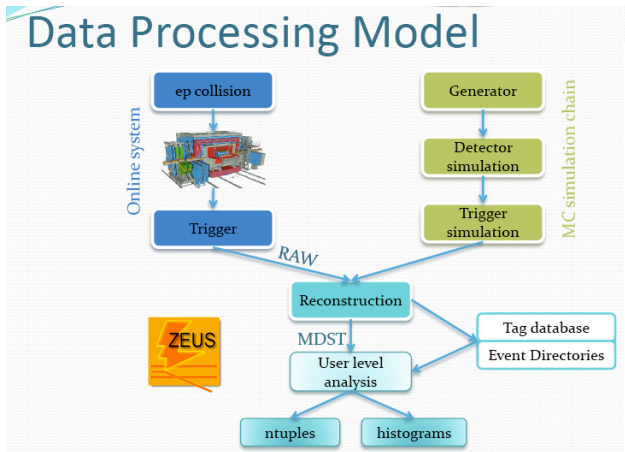 Data Processing Model
ep collision
Generator
Online system
MC simulation chain
Detector
simulation
Trigger
Trigger
simulation
RAW
Reconstruction
Tag database
Event Directories
ZEUS
MDST
User level
analysis
ntuples
histograms